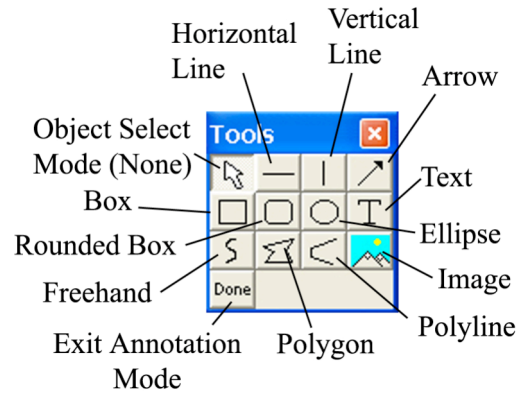 Horizontal
Line
Vertical
Line
Arrow
Object Select
Mode (None)
Tools
Text
Box
T
Ellipse
Rounded Box
Image
Freehand
Done
Polyline
Exit Annotation
Mode
Polygon